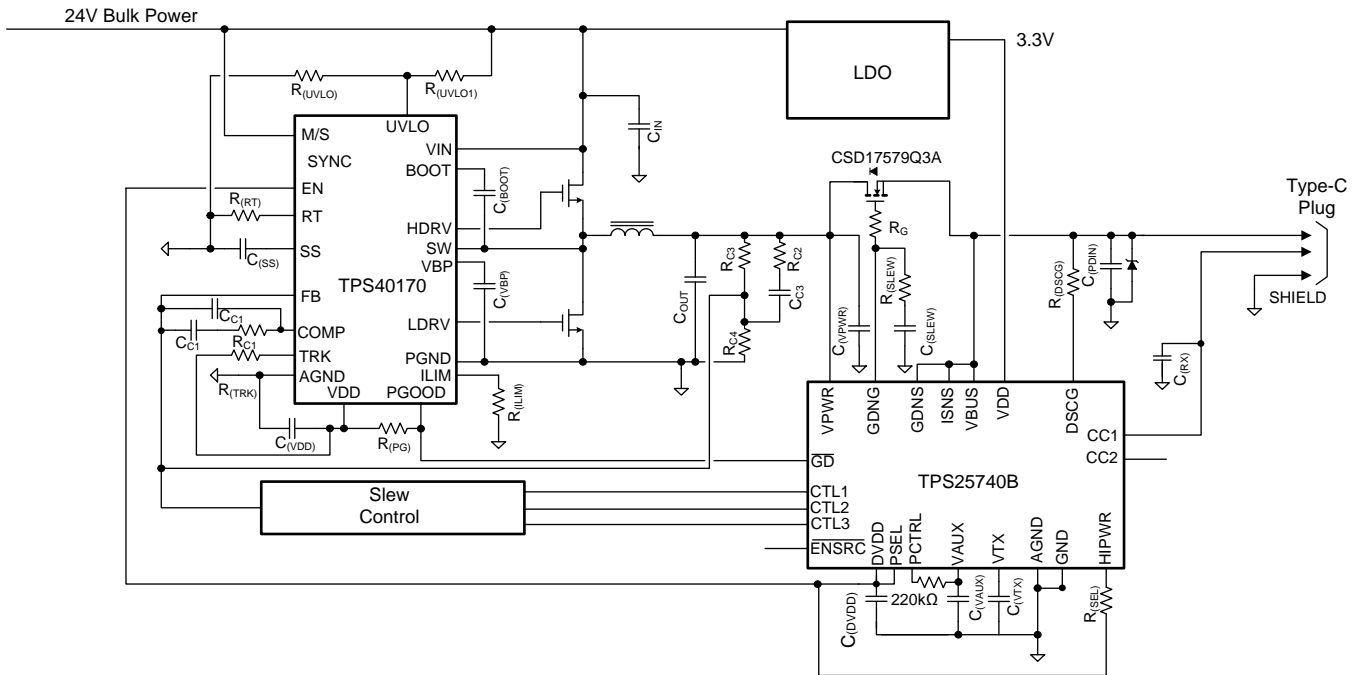 24V Bulk Power
LDO
3.3V
R(UVLO)
R(UVLO1)
UVLO
M/S
SYNC
EN
RT
SS
FB
COMP
TRK
AGND
VDD
PGOOD
VIN
BOOT
HDRV
SW
VBP
LDRV
PGND
ILIM
TPS40170
R(RT)
C(SS)
CC1
CC1
RC1
R(TRK)
C(VDD)
R(PG)
R(ILIM)
C(BOOT)
C(VBP)
CIN
COUT
RC3
RC2
CC3
RC4
C(VPWR)
CSD17579Q3A
RG
R(SLEW)
C(SLEW)
R(DSCG)
C(PDIN)
Type-C
Plug
SHIELD
C(RX)
VPWR
GDNG
GDNS
ISNS
VBUS
VDD
DSCG
CC1
CC2
GD
TPS25740B
CTL1
CTL2
CTL3
ENSRC
DVDD
PSEL
PCTRL
VAUX
VTX
AGND
GND
HIPWR
Slew
Control
C(DVDD)
220kΩ
C(VAUX)
C(VTX)
R(SEL)